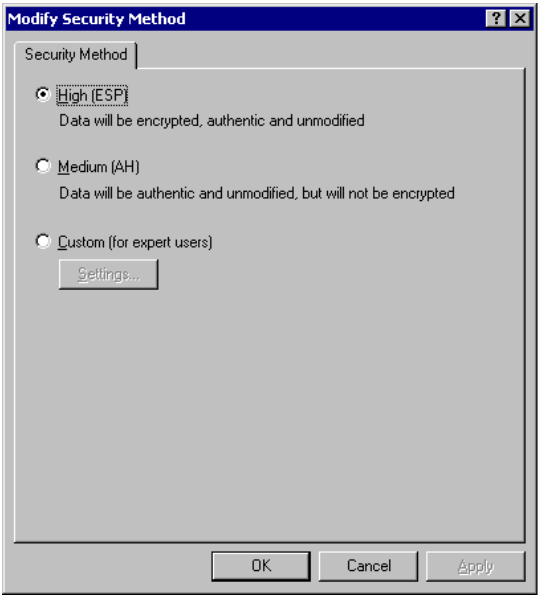 Modify Security Method
Security Method
High (ESP)
Data will be encrypted, authentic and unmodified
Medium (AH)
Data will be authentic and unmodified, but will not be encrypted
Custom (for expert users)
Settings...
OK Cancel Apply